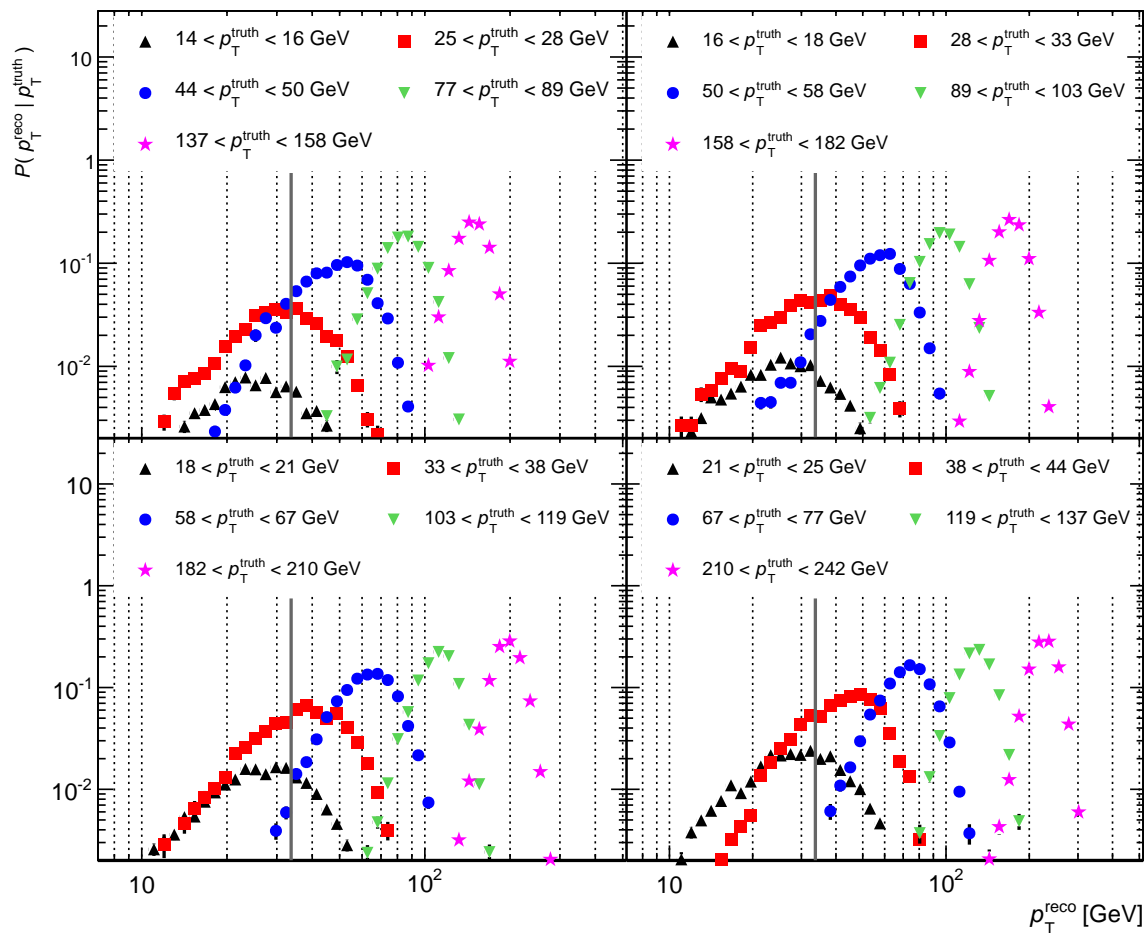 P( p_T^reco | p_T^truth )
14 < p_T^truth < 16 GeV 25 < p_T^truth < 28 GeV
44 < p_T^truth < 50 GeV 77 < p_T^truth < 89 GeV
137 < p_T^truth < 158 GeV
16 < p_T^truth < 18 GeV 28 < p_T^truth < 33 GeV
50 < p_T^truth < 58 GeV 89 < p_T^truth < 103 GeV
158 < p_T^truth < 182 GeV
10
1
10^−1
10^−2
18 < p_T^truth < 21 GeV 33 < p_T^truth < 38 GeV
58 < p_T^truth < 67 GeV 103 < p_T^truth < 119 GeV
182 < p_T^truth < 210 GeV
21 < p_T^truth < 25 GeV 38 < p_T^truth < 44 GeV
67 < p_T^truth < 77 GeV 119 < p_T^truth < 137 GeV
210 < p_T^truth < 242 GeV
10
1
10^−1
10^−2
10 10^2 10 10^2
p_T^reco [GeV]